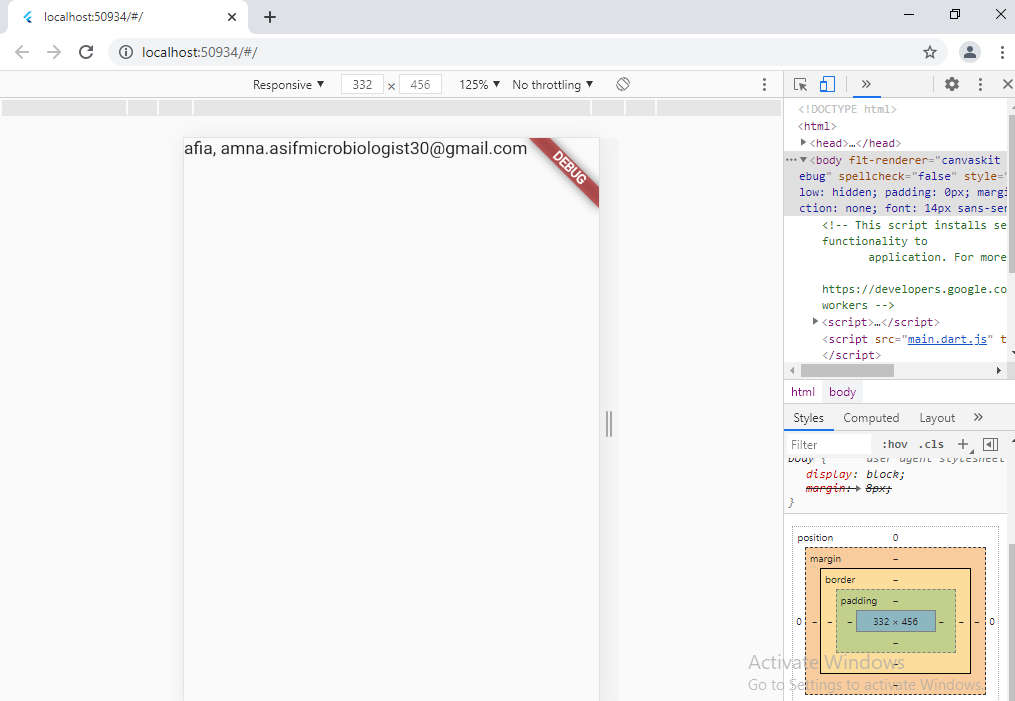 localhost:50934/#/
localhost:50934/#/
Responsive ▼ 332 × 456 125% ▼ No throttling ▼
afia, amna.asifmicrobiologist30@gmail.com
DEBUG
<!DOCTYPE html>
<html>
<head>…</head>
<body flt-renderer="canvaskit
ebug" spellcheck="false" style="
low: hidden; padding: 0px; margi
ction: none; font: 14px sans-ser
<!-- This script installs se
functionality to
application. For more
https://developers.google.co
workers -->
<script>…</script>
<script src="main.dart.js" t
</script>
html body
Styles Computed Layout »
Filter :hov .cls +
body { user agent stylesheet
display: block;
margin: 8px;
}
position 0
margin –
border –
padding –
0 – – – 332 × 456 – – – 0
–
–
–
Activate Windows
Go to Settings to activate Windows.